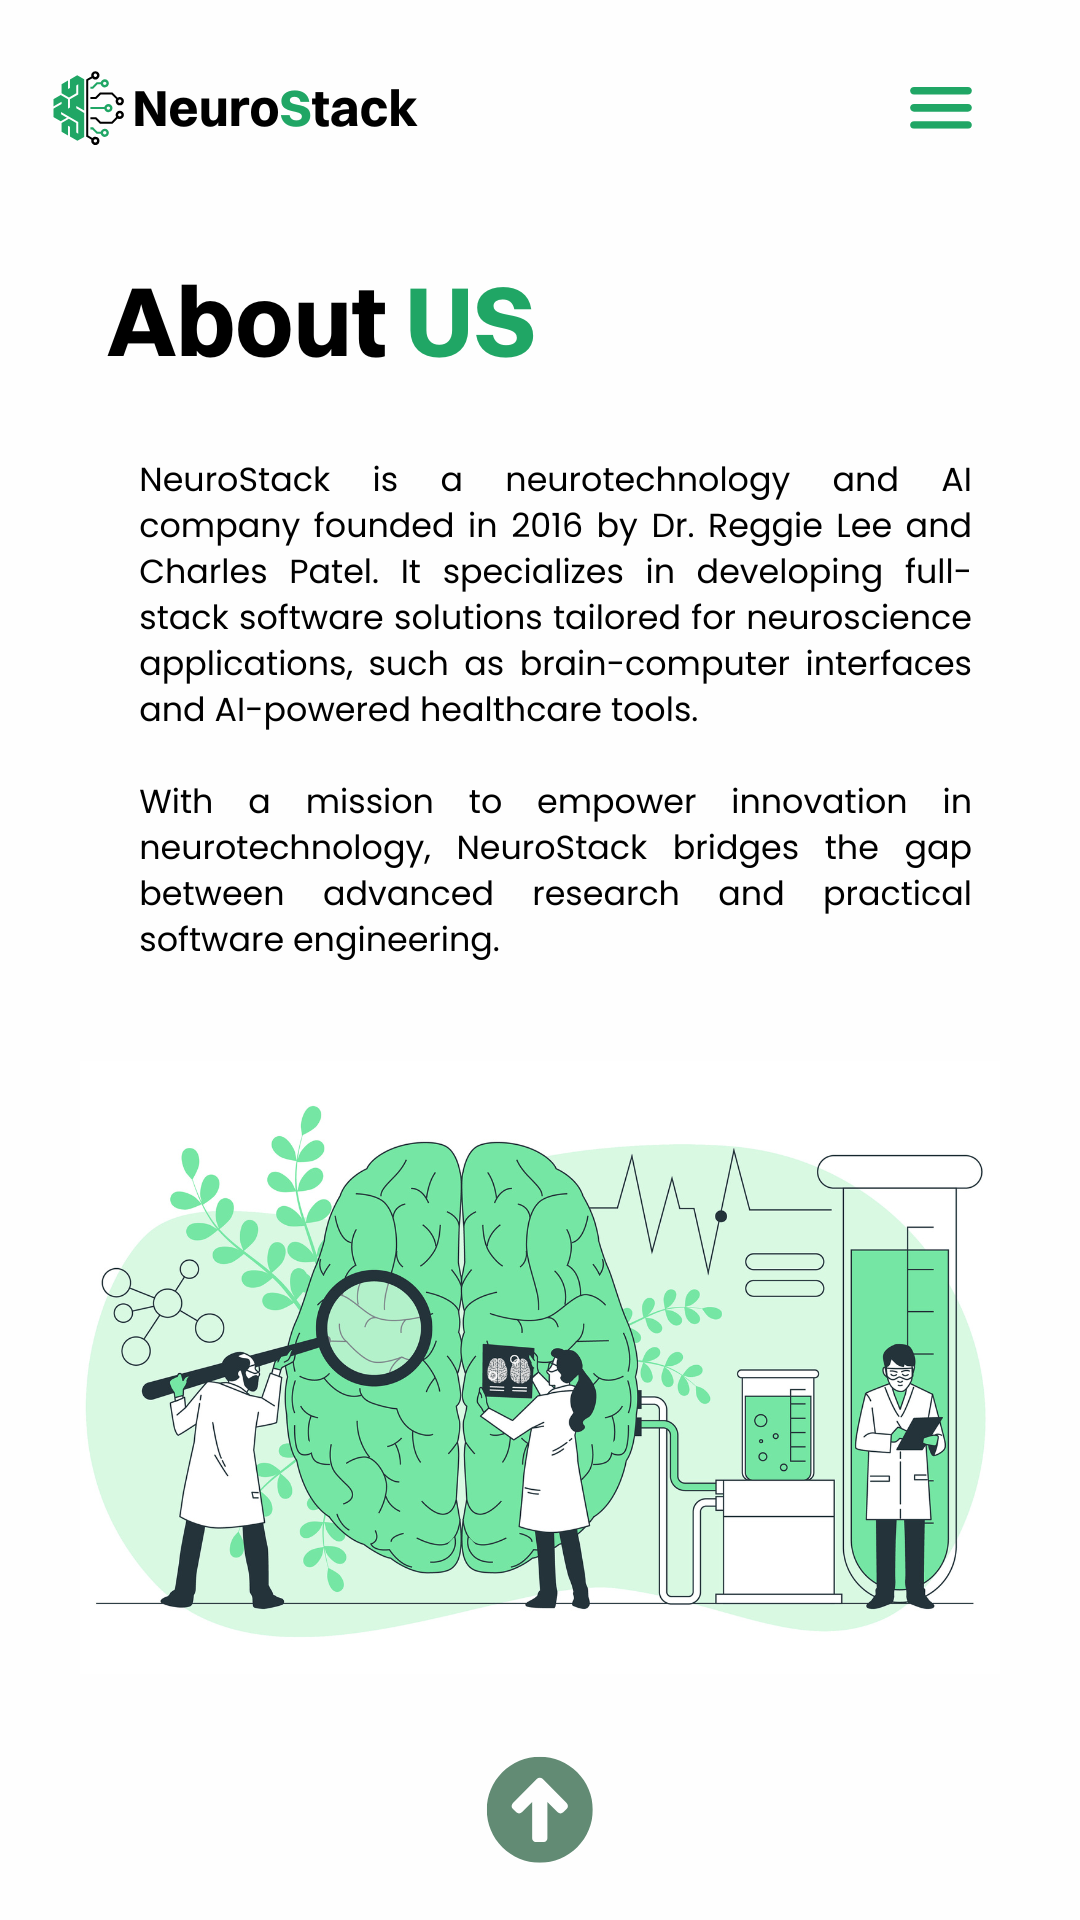 NeuroStack
About US
NeuroStack is a neurotechnology and AI
company founded in 2016 by Dr. Reggie Lee and
Charles Patel. It specializes in developing full-
stack software solutions tailored for neuroscience
applications, such as brain-computer interfaces
and AI-powered healthcare tools.
With a mission to empower innovation in
neurotechnology, NeuroStack bridges the gap
between advanced research and practical
software engineering.